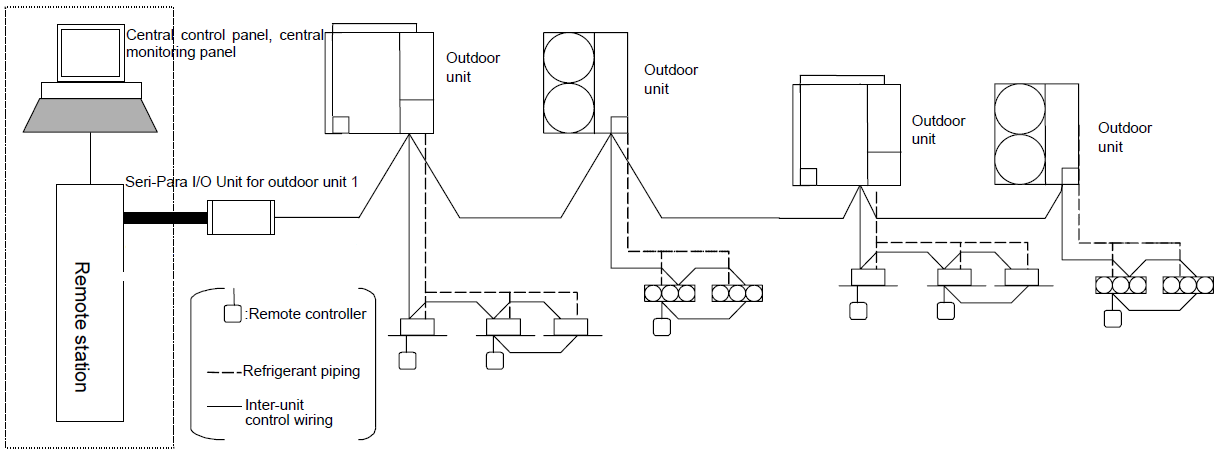 Central control panel, central
monitoring panel
Outdoor
unit
Outdoor
unit
Outdoor
unit
Outdoor
unit
Seri-Para I/O Unit for outdoor unit 1
Remote station
:Remote controller
Refrigerant piping
Inter-unit
control wiring